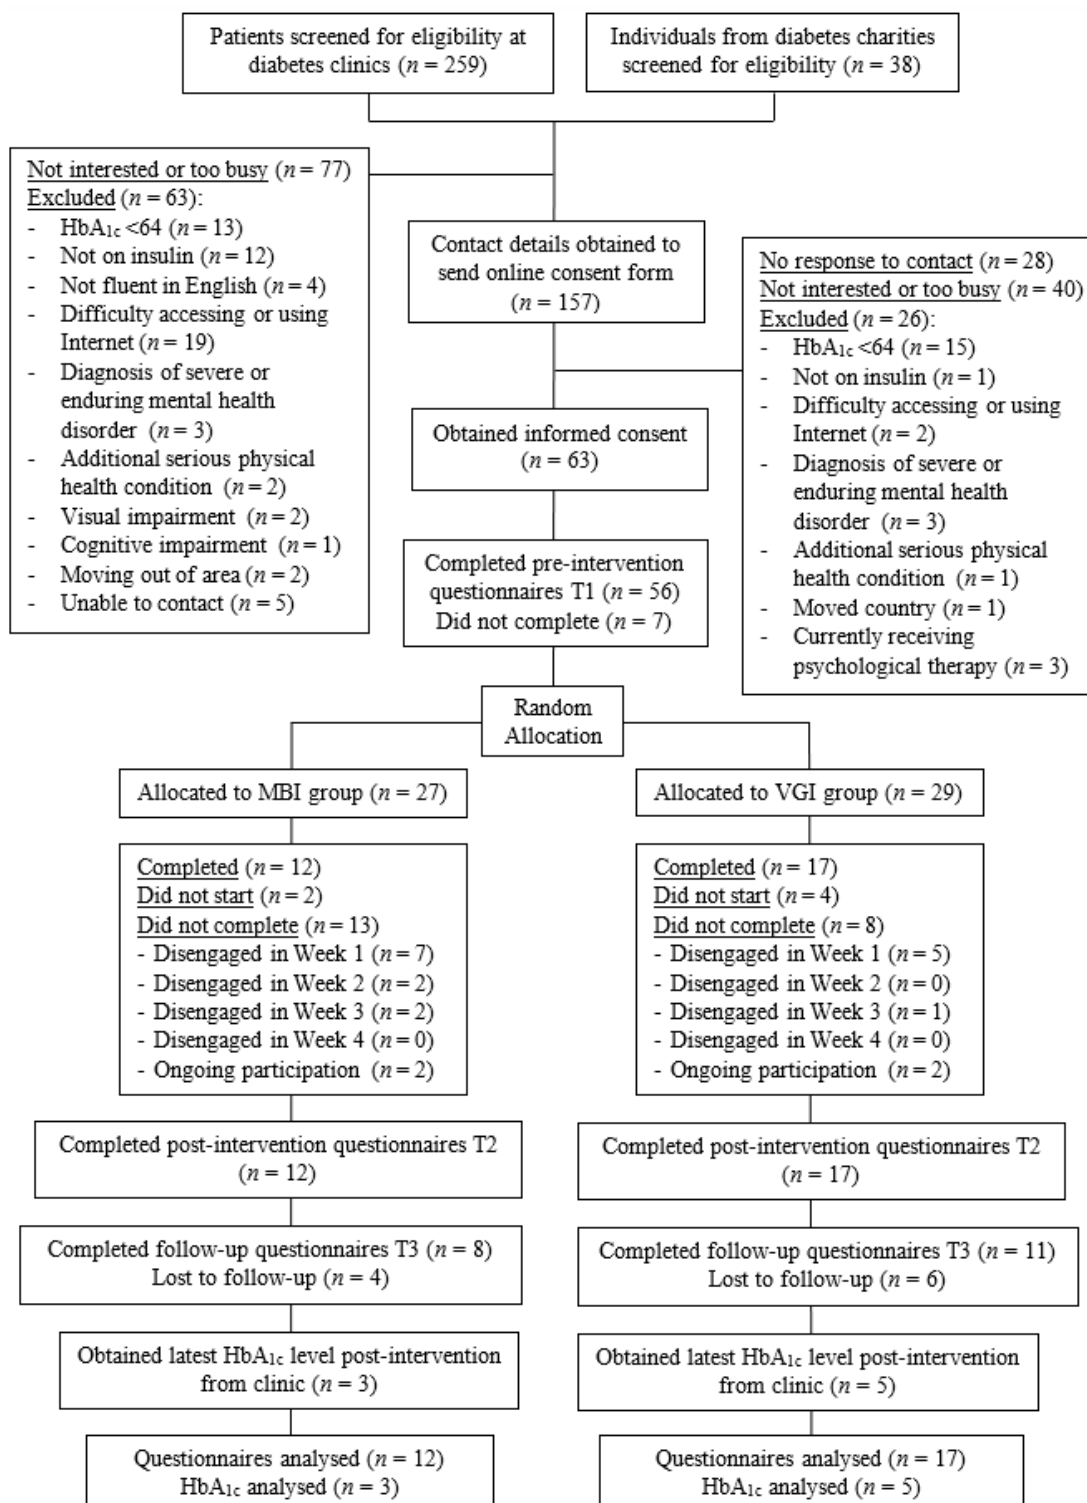 Patients screened for eligibility at
diabetes clinics (n = 259)
Individuals from diabetes charities
screened for eligibility (n = 38)
Not interested or too busy (n = 77)
Excluded (n = 63):
- HbA1c <64 (n = 13)
- Not on insulin (n = 12)
- Not fluent in English (n = 4)
- Difficulty accessing or using
Internet (n = 19)
- Diagnosis of severe or
enduring mental health
disorder (n = 3)
- Additional serious physical
health condition (n = 2)
- Visual impairment (n = 2)
- Cognitive impairment (n = 1)
- Moving out of area (n = 2)
- Unable to contact (n = 5)
Contact details obtained to
send online consent form
(n = 157)
No response to contact (n = 28)
Not interested or too busy (n = 40)
Excluded (n = 26):
- HbA1c <64 (n = 15)
- Not on insulin (n = 1)
- Difficulty accessing or using
Internet (n = 2)
- Diagnosis of severe or
enduring mental health
disorder (n = 3)
- Additional serious physical
health condition (n = 1)
- Moved country (n = 1)
- Currently receiving
psychological therapy (n = 3)
Obtained informed consent
(n = 63)
Completed pre-intervention
questionnaires T1 (n = 56)
Did not complete (n = 7)
Random
Allocation
Allocated to MBI group (n = 27)
Allocated to VGI group (n = 29)
Completed (n = 12)
Did not start (n = 2)
Did not complete (n = 13)
- Disengaged in Week 1 (n = 7)
- Disengaged in Week 2 (n = 2)
- Disengaged in Week 3 (n = 2)
- Disengaged in Week 4 (n = 0)
- Ongoing participation (n = 2)
Completed (n = 17)
Did not start (n = 4)
Did not complete (n = 8)
- Disengaged in Week 1 (n = 5)
- Disengaged in Week 2 (n = 0)
- Disengaged in Week 3 (n = 1)
- Disengaged in Week 4 (n = 0)
- Ongoing participation (n = 2)
Completed post-intervention questionnaires T2
(n = 12)
Completed post-intervention questionnaires T2
(n = 17)
Completed follow-up questionnaires T3 (n = 8)
Lost to follow-up (n = 4)
Completed follow-up questionnaires T3 (n = 11)
Lost to follow-up (n = 6)
Obtained latest HbA1c level post-intervention
from clinic (n = 3)
Obtained latest HbA1c level post-intervention
from clinic (n = 5)
Questionnaires analysed (n = 12)
HbA1c analysed (n = 3)
Questionnaires analysed (n = 17)
HbA1c analysed (n = 5)